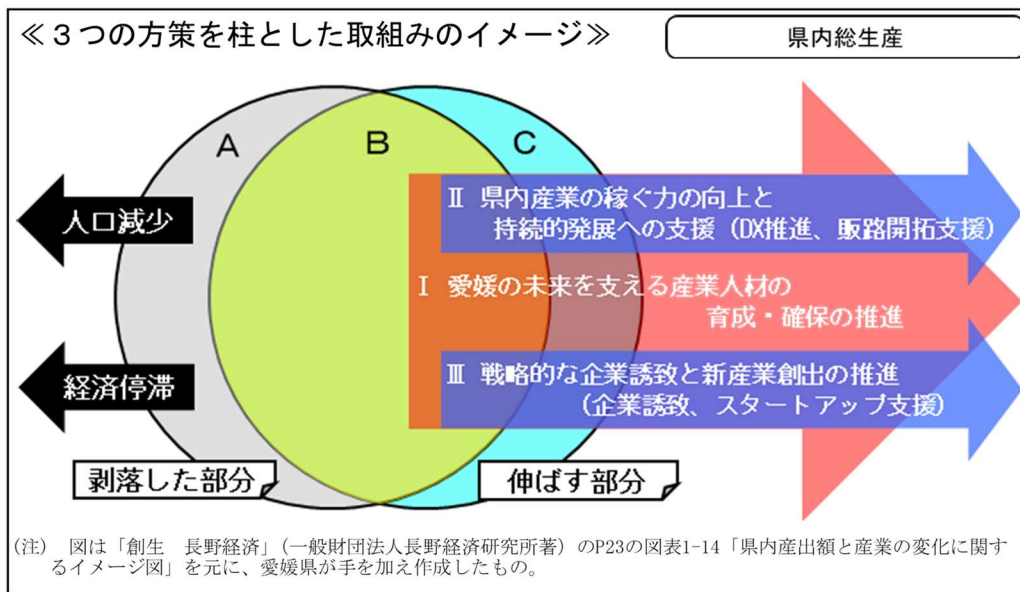 ≪３つの方策を柱とした取組みのイメージ≫
県内総生産
A
B
C
人口減少
経済停滞
Ⅱ 県内産業の稼ぐ力の向上と
持続的発展への支援（DX推進、販路開拓支援）
Ⅰ 愛媛の未来を支える産業人材の
育成・確保の推進
Ⅲ 戦略的な企業誘致と新産業創出の推進
（企業誘致、スタートアップ支援）
剥落した部分
伸ばす部分
(注)　図は「創生　長野経済」(一般財団法人長野経済研究所著) のP23の図表1-14「県内産出額と産業の変化に関す
るイメージ図」を元に、愛媛県が手を加え作成したもの。